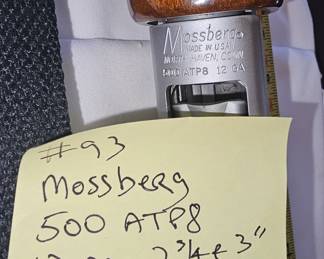 Mossberg
MADE IN USA
NORTH HAVEN, CONN
500 ATP8 12 GA
#93
Mossberg
500 ATP8
2 3/4 & 3"